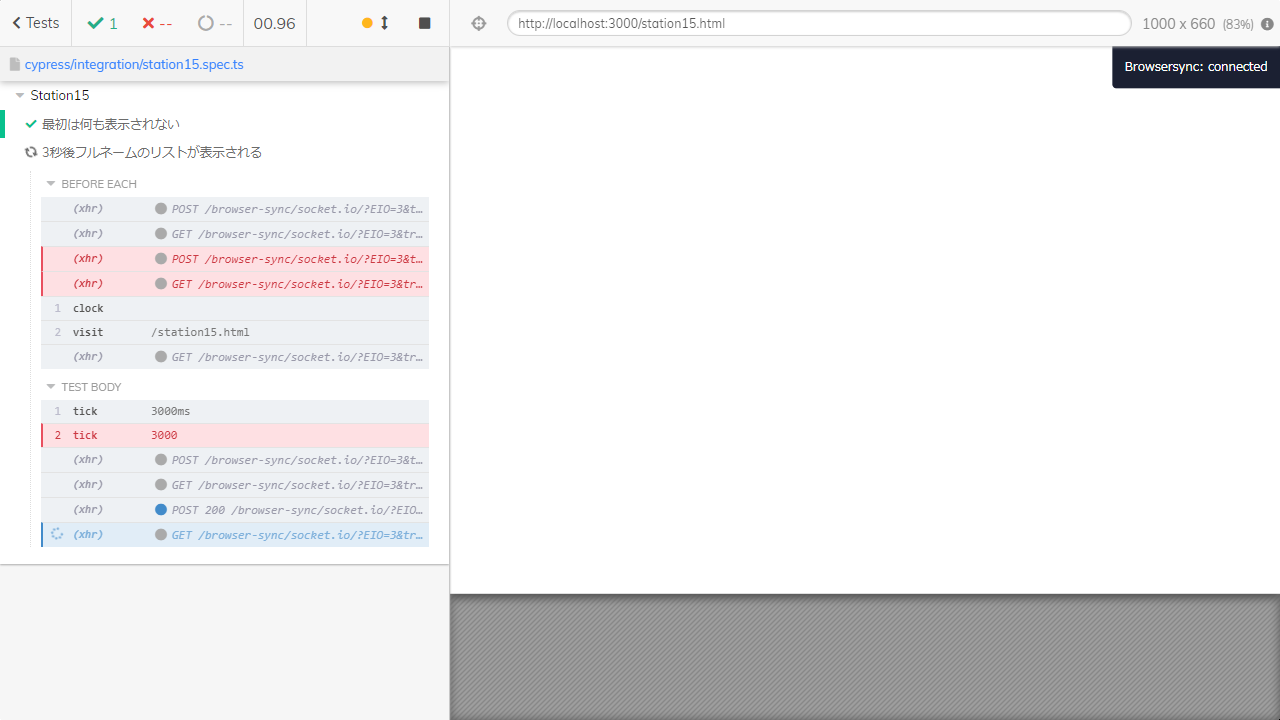 Tests
1
--
--
00.96
http://localhost:3000/station15.html
1000 x 660 (83%)
cypress/integration/station15.spec.ts
Browsersync: connected
Station15
最初は何も表示されない
3秒後フルネームのリストが表示される
BEFORE EACH
(xhr) POST /browser-sync/socket.io/?EIO=3&t…
(xhr) GET /browser-sync/socket.io/?EIO=3&tr…
(xhr) POST /browser-sync/socket.io/?EIO=3&t…
(xhr) GET /browser-sync/socket.io/?EIO=3&tr…
1 clock
2 visit /station15.html
(xhr) GET /browser-sync/socket.io/?EIO=3&tr…
TEST BODY
1 tick 3000ms
2 tick 3000
(xhr) POST /browser-sync/socket.io/?EIO=3&t…
(xhr) GET /browser-sync/socket.io/?EIO=3&tr…
(xhr) POST 200 /browser-sync/socket.io/?EIO…
(xhr) GET /browser-sync/socket.io/?EIO=3&tr…